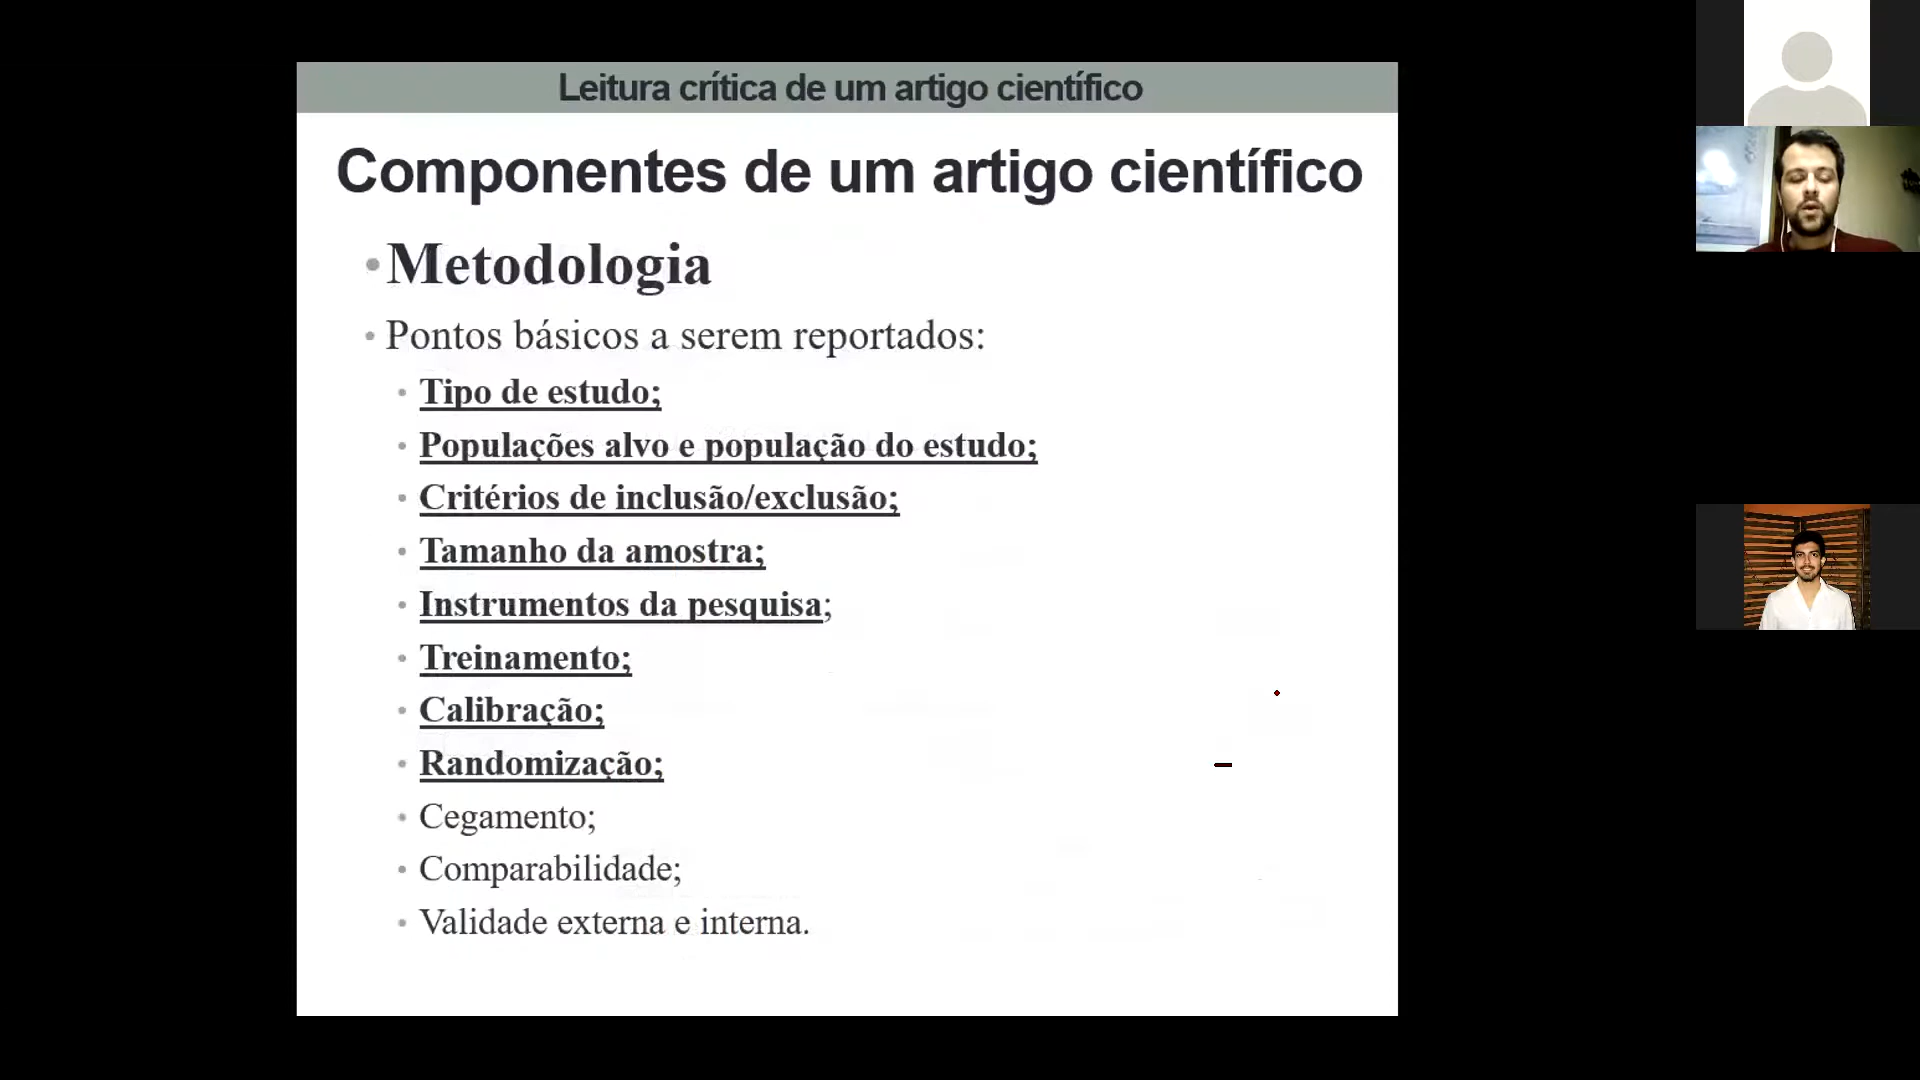 Leitura crítica de um artigo científico
Componentes de um artigo científico
•Metodologia
• Pontos básicos a serem reportados:
• Tipo de estudo;
• Populações alvo e população do estudo;
• Critérios de inclusão/exclusão;
• Tamanho da amostra;
• Instrumentos da pesquisa;
• Treinamento;
• Calibração;
• Randomização;
• Cegamento;
• Comparabilidade;
• Validade externa e interna.